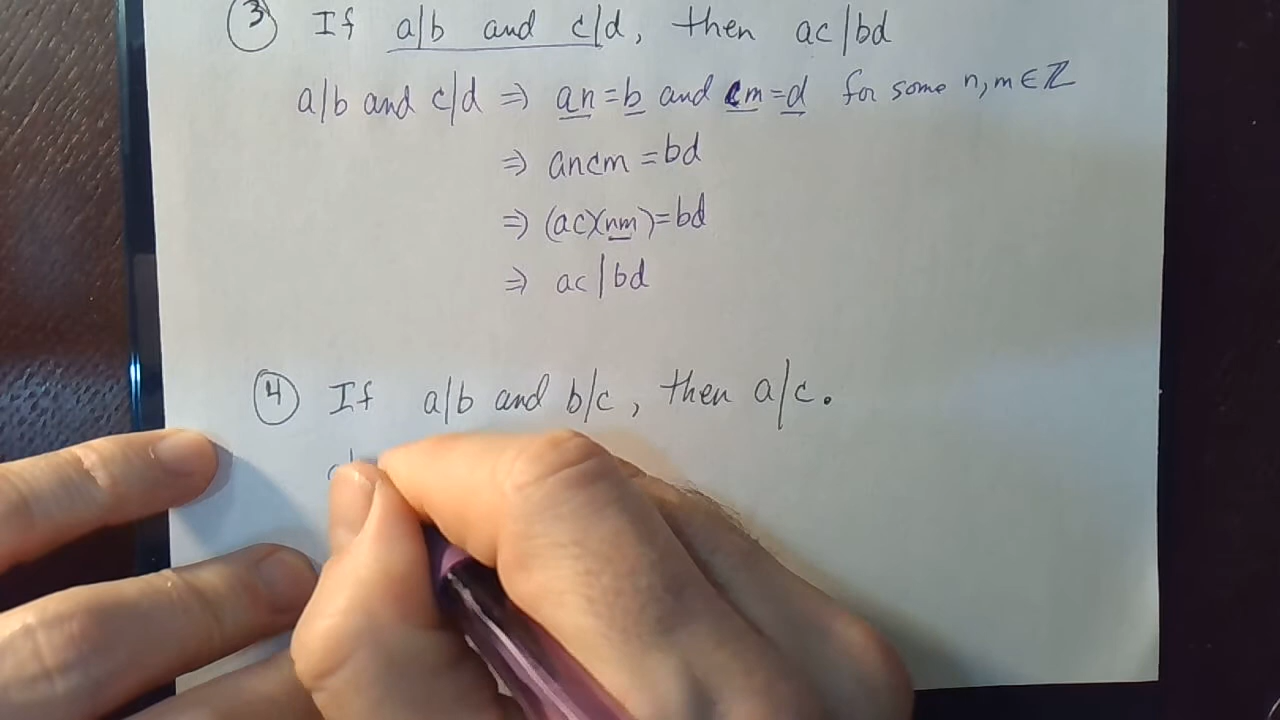 ③ If a|b and c|d, then ac|bd
a|b and c|d ⇒ an=b and cm=d for some n,m∈ℤ
⇒ ancm=bd
⇒ (ac)(nm)=bd
⇒ ac|bd
④ If a|b and b|c, then a|c.